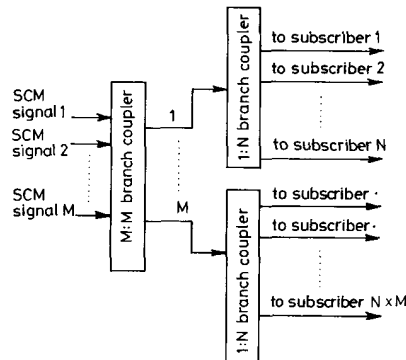 SCM
signal 1
SCM
signal 2
SCM
signal M
M:M branch coupler
1
M
1:N branch coupler
to subscriber 1
to subscriber 2
to subscriber N
1:N branch coupler
to subscriber .
to subscriber .
to subscriber N × M